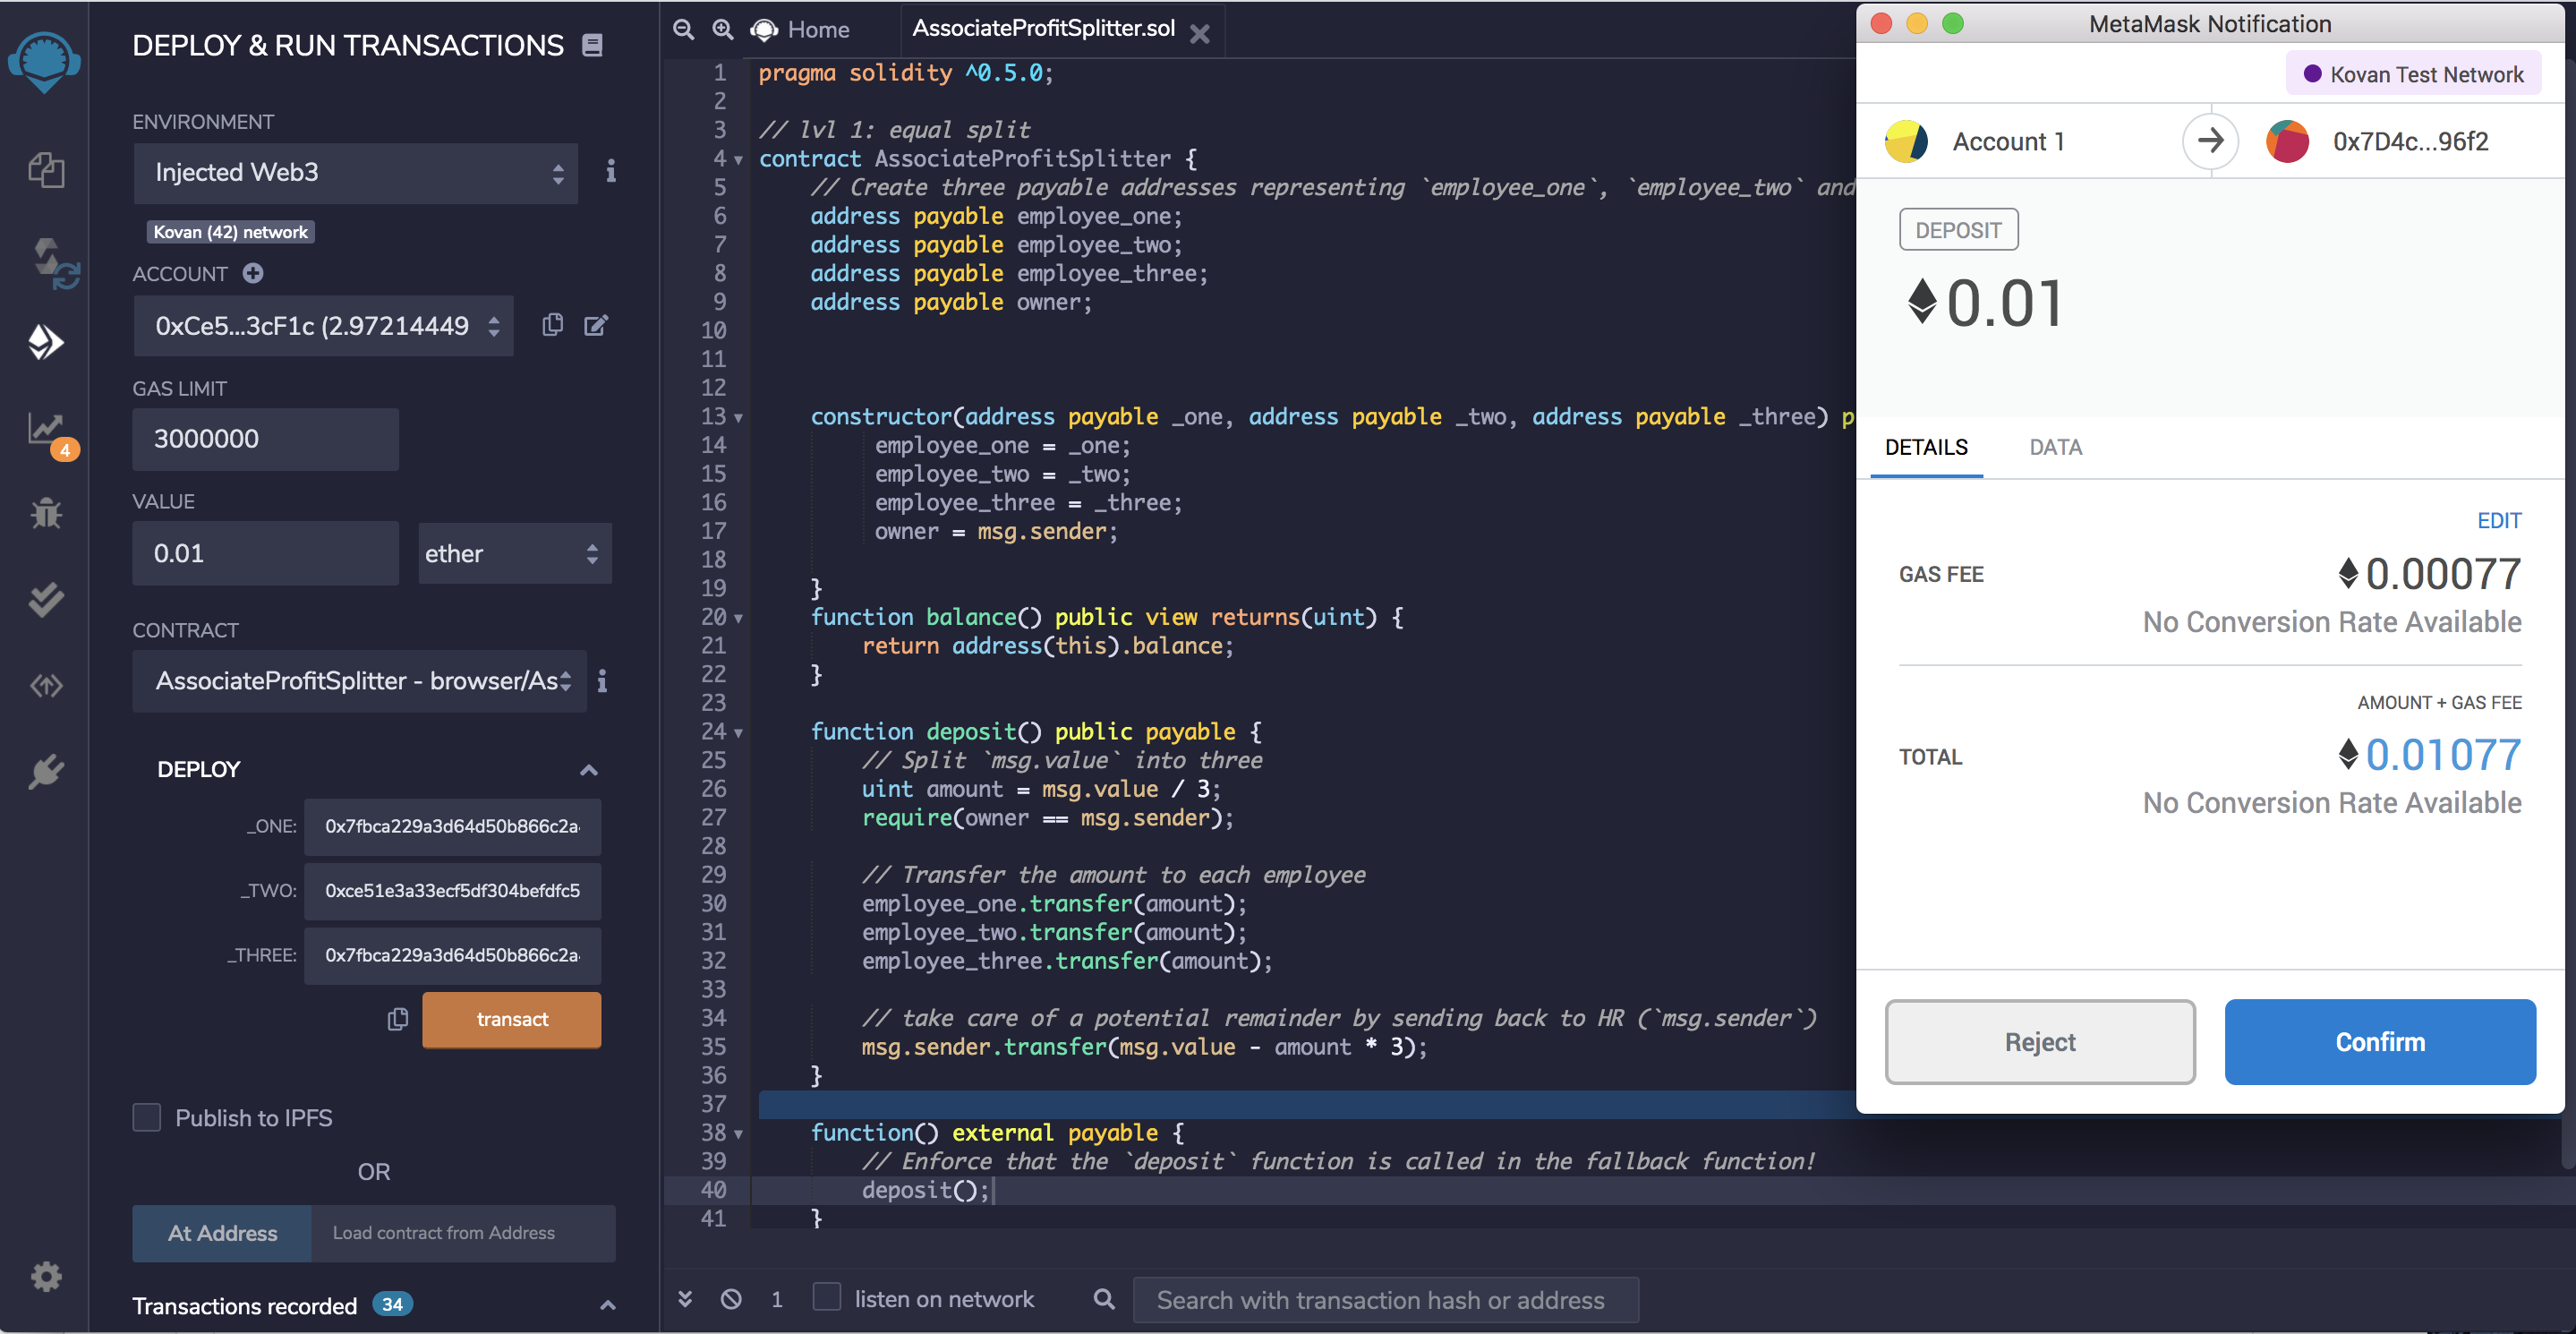 DEPLOY & RUN TRANSACTIONS
ENVIRONMENT
Injected Web3
Kovan (42) network
ACCOUNT
0xCe5...3cF1c (2.97214449
GAS LIMIT
3000000
VALUE
0.01
ether
CONTRACT
AssociateProfitSplitter - browser/As
DEPLOY
_ONE: 0x7fbca229a3d64d50b866c2a
_TWO: 0xce51e3a33ecf5df304befdfc5
_THREE: 0x7fbca229a3d64d50b866c2a
transact
Publish to IPFS
OR
At Address
Load contract from Address
Transactions recorded 34
4
Home
AssociateProfitSplitter.sol
1 pragma solidity ^0.5.0;
2
3 // lvl 1: equal split
4 contract AssociateProfitSplitter {
5 // Create three payable addresses representing `employee_one`, `employee_two` and
6 address payable employee_one;
7 address payable employee_two;
8 address payable employee_three;
9 address payable owner;
10
11
12
13 constructor(address payable _one, address payable _two, address payable _three) p
14 employee_one = _one;
15 employee_two = _two;
16 employee_three = _three;
17 owner = msg.sender;
18
19 }
20 function balance() public view returns(uint) {
21 return address(this).balance;
22 }
23
24 function deposit() public payable {
25 // Split `msg.value` into three
26 uint amount = msg.value / 3;
27 require(owner == msg.sender);
28
29 // Transfer the amount to each employee
30 employee_one.transfer(amount);
31 employee_two.transfer(amount);
32 employee_three.transfer(amount);
33
34 // take care of a potential remainder by sending back to HR (`msg.sender`)
35 msg.sender.transfer(msg.value - amount * 3);
36 }
37
38 function() external payable {
39 // Enforce that the `deposit` function is called in the fallback function!
40 deposit();
41 }
1
listen on network
Search with transaction hash or address
MetaMask Notification
Kovan Test Network
Account 1
0x7D4c...96f2
DEPOSIT
0.01
DETAILS
DATA
EDIT
GAS FEE
0.00077
No Conversion Rate Available
AMOUNT + GAS FEE
TOTAL
0.01077
No Conversion Rate Available
Reject
Confirm